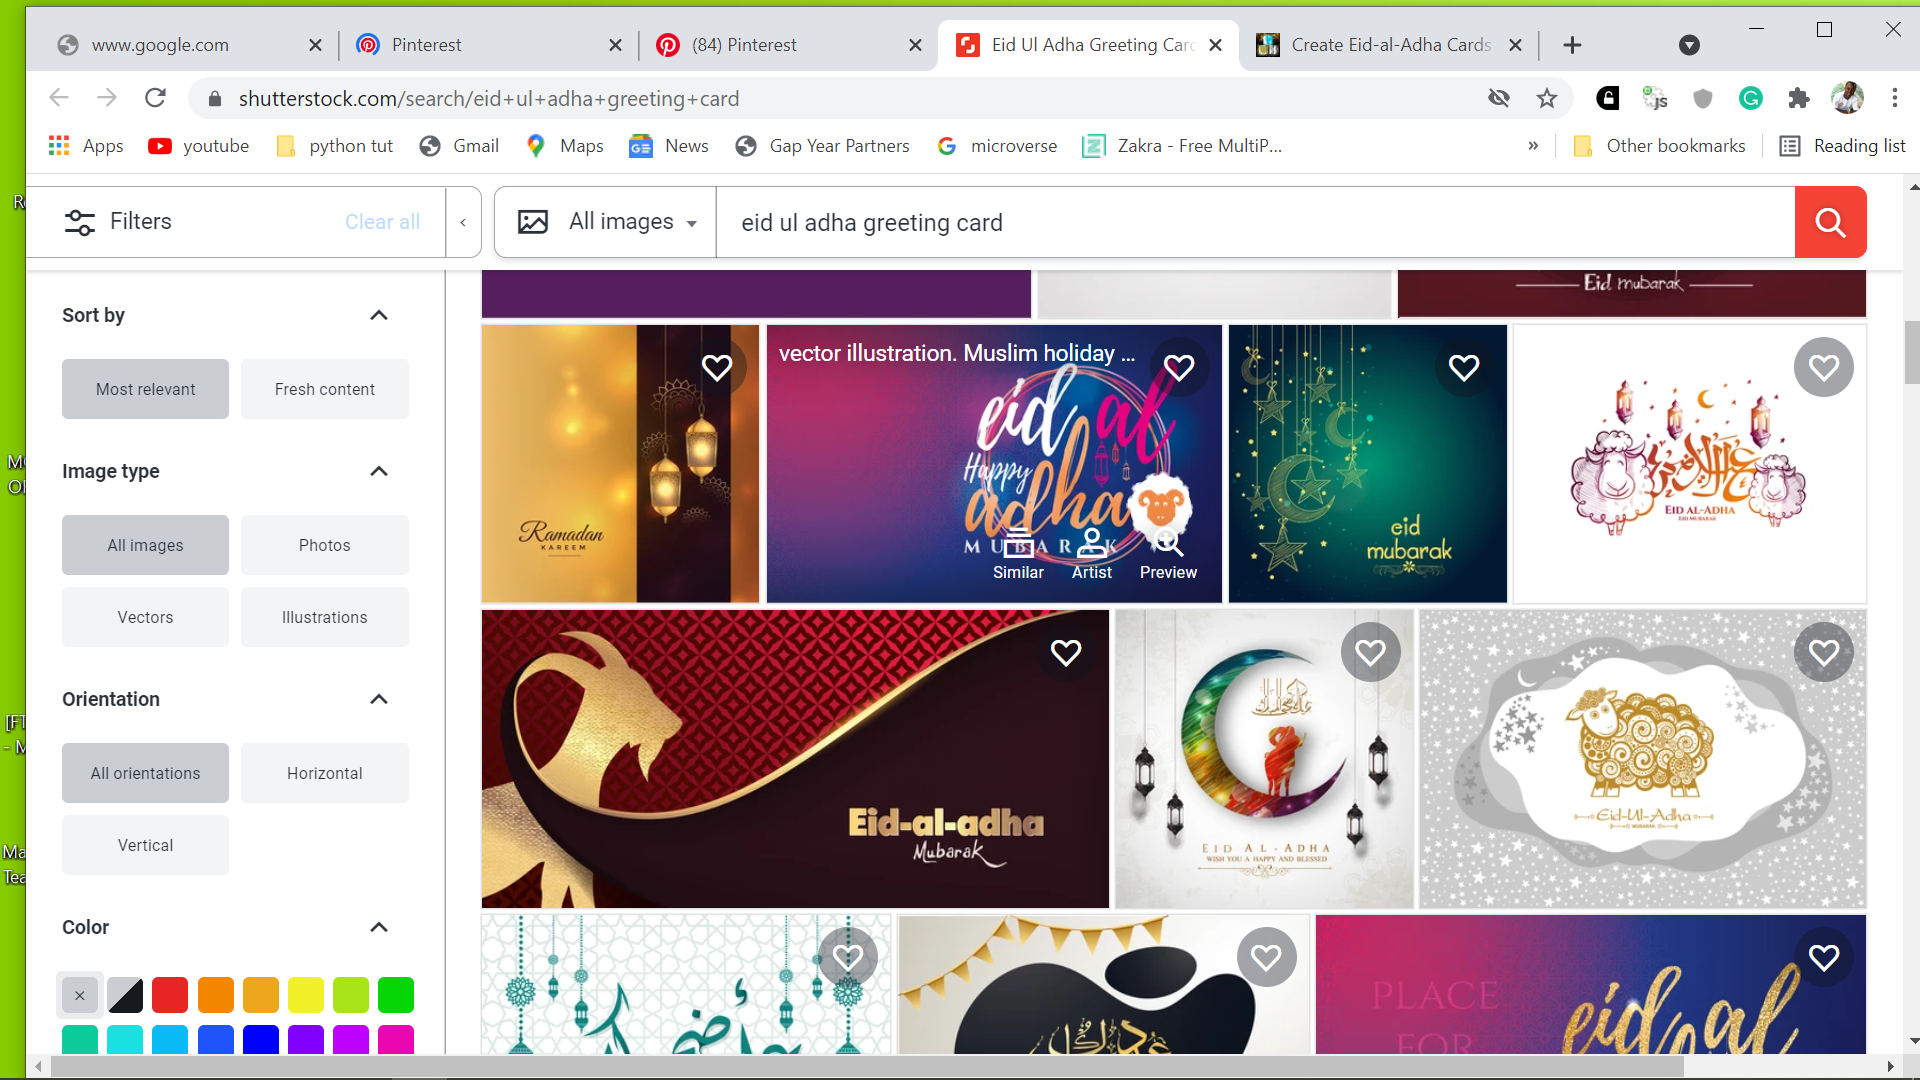 www.google.com
Pinterest
(84) Pinterest
Eid Ul Adha Greeting Car
Create Eid-al-Adha Cards
shutterstock.com/search/eid+ul+adha+greeting+card
Apps
youtube
python tut
Gmail
Maps
News
Gap Year Partners
microverse
Zakra - Free MultiP...
»
Other bookmarks
Reading list
Filters
Clear all
All images
eid ul adha greeting card
Eid mubarak
Sort by
Most relevant
Fresh content
Image type
All images
Photos
Vectors
Illustrations
Orientation
All orientations
Horizontal
Vertical
Color
Ramadan
KAREEM
vector illustration. Muslim holiday ...
eid al
Happy
adha
MUBARAK
Similar
Artist
Preview
eid
mubarak
EID AL-ADHA
EID MUBARAK
Eid-al-adha
Mubarak
EID AL-ADHA
WISH YOU A HAPPY AND BLESSED
Eid-Ul-Adha
MUBARAK
PLACE
FOR
eid al